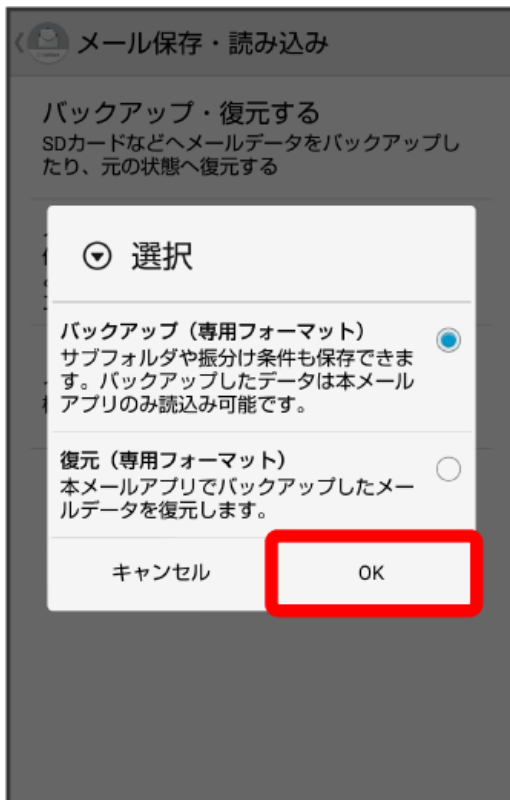 メール保存・読み込み
バックアップ・復元する
SDカードなどへメールデータをバックアップし
たり、元の状態へ復元する
選択
バックアップ（専用フォーマット）
サブフォルダや振分け条件も保存できま
す。バックアップしたデータは本メール
アプリのみ読込み可能です。
復元（専用フォーマット）
本メールアプリでバックアップしたメー
ルデータを復元します。
キャンセル
OK